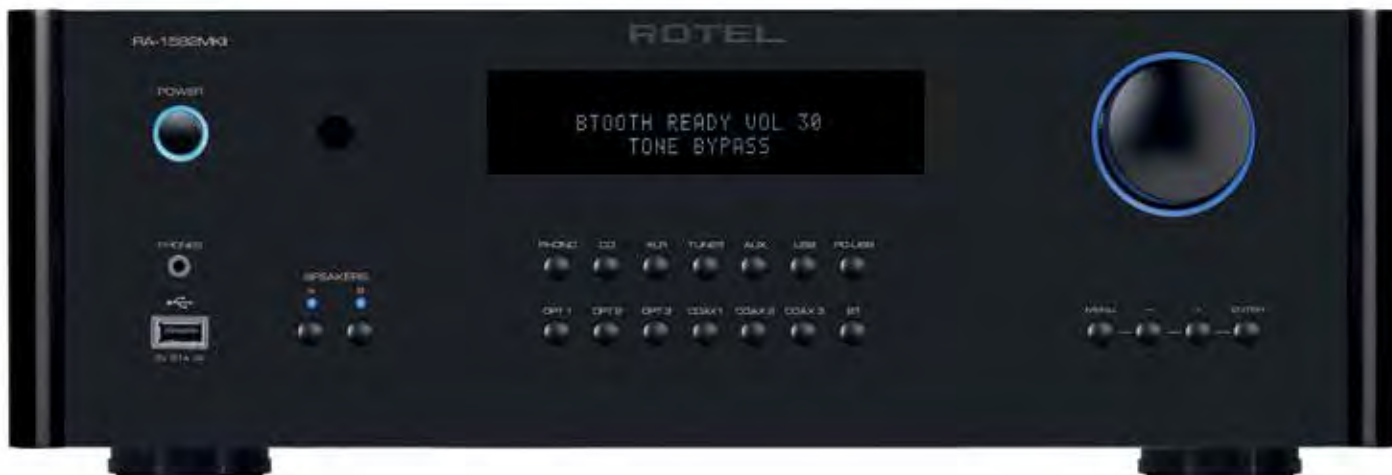 RA-1592MKII
ROTEL
POWER
BTOOTH READY VOL 30
TONE BYPASS
PHONES
SPEAKERS
A B
PHONO CD XLR TUNER AUX USB PC-USB
OPT 1 OPT 2 OPT 3 COAX 1 COAX 2 COAX 3 BT
MENU - + ENTER